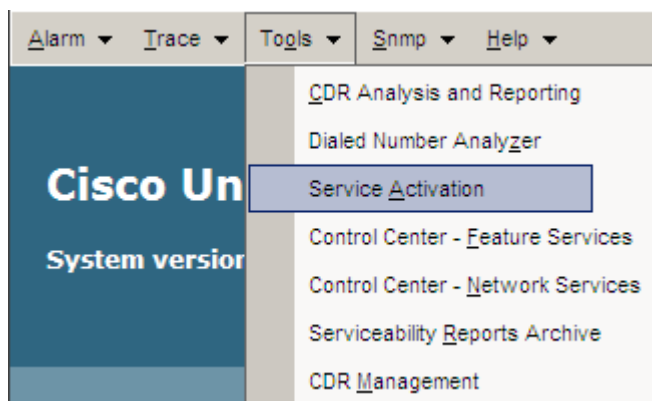 Alarm Trace Tools Snmp Help
CDR Analysis and Reporting
Dialed Number Analyzer
Cisco Un
Service Activation
Control Center - Feature Services
System version
Control Center - Network Services
Serviceability Reports Archive
CDR Management